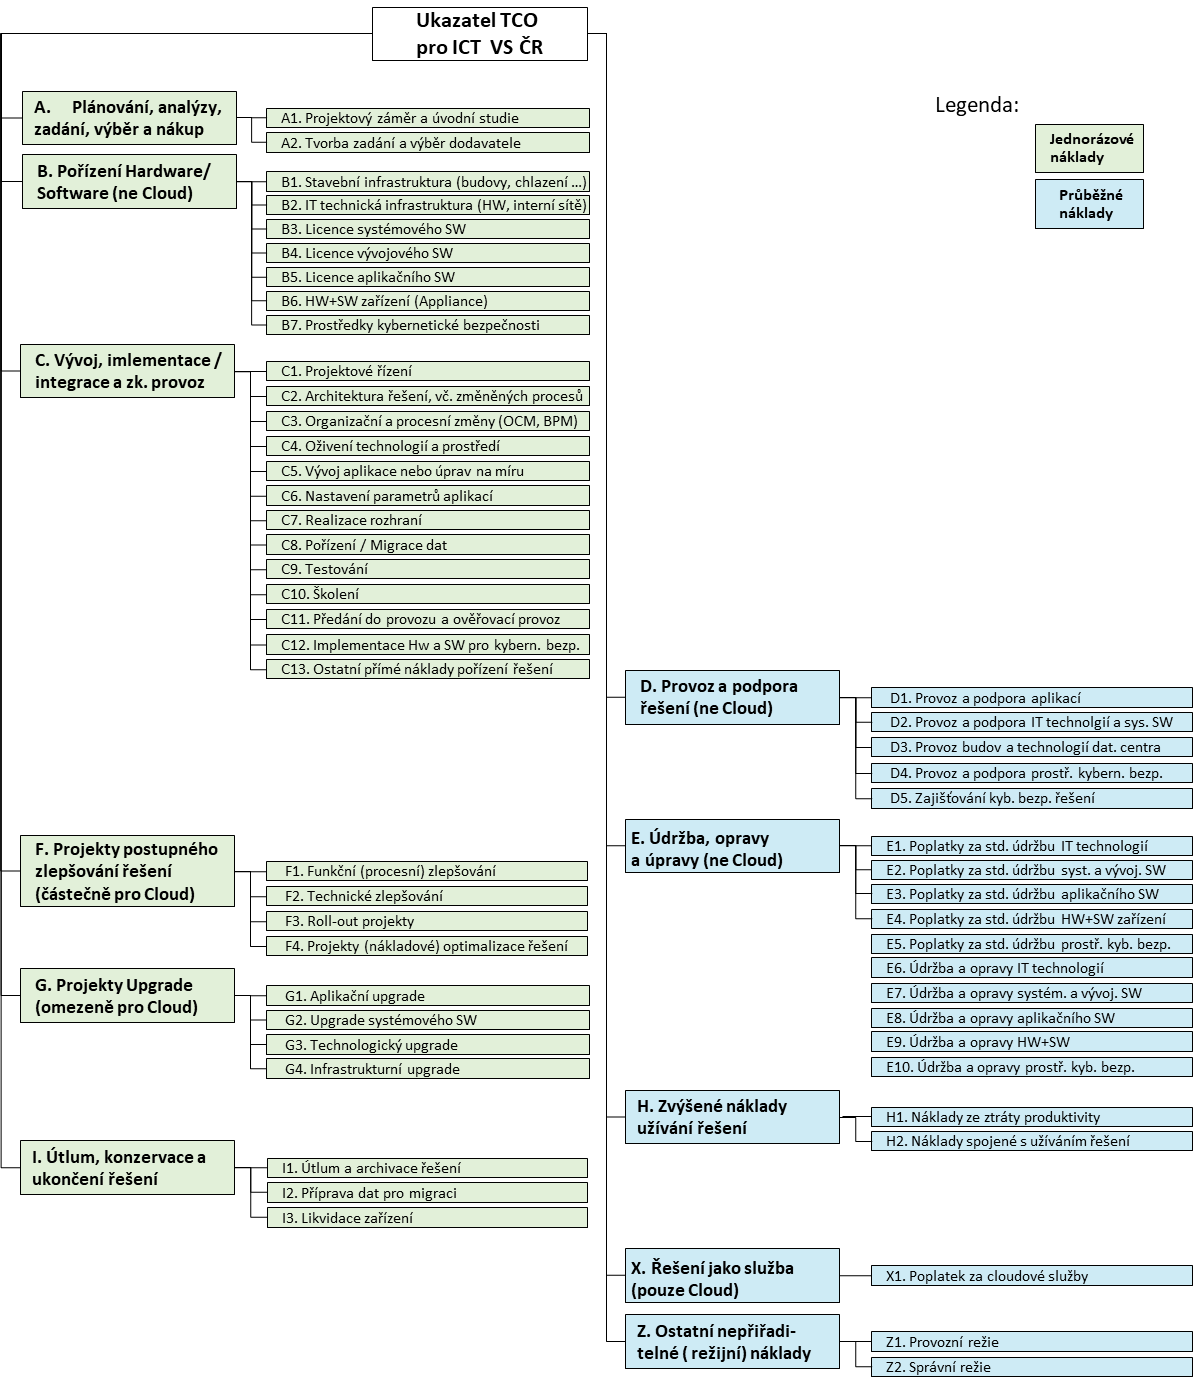 Ukazatel TCO
pro ICT VS ČR
Legenda:
Jednorázové
náklady
Průběžné
náklady
A. Plánování, analýzy,
zadání, výběr a nákup
A1. Projektový záměr a úvodní studie
A2. Tvorba zadání a výběr dodavatele
B. Pořízení Hardware/
Software (ne Cloud)
B1. Stavební infrastruktura (budovy, chlazení ...)
B2. IT technická infrastruktura (HW, interní sítě)
B3. Licence systémového SW
B4. Licence vývojového SW
B5. Licence aplikačního SW
B6. HW+SW zařízení (Appliance)
B7. Prostředky kybernetické bezpečnosti
C. Vývoj, imlementace /
integrace a zk. provoz
C1. Projektové řízení
C2. Architektura řešení, vč. změněných procesů
C3. Organizační a procesní změny (OCM, BPM)
C4. Oživení technologií a prostředí
C5. Vývoj aplikace nebo úprav na míru
C6. Nastavení parametrů aplikací
C7. Realizace rozhraní
C8. Pořízení / Migrace dat
C9. Testování
C10. Školení
C11. Předání do provozu a ověřovací provoz
C12. Implementace Hw a SW pro kybern. bezp.
C13. Ostatní přímé náklady pořízení řešení
D. Provoz a podpora
řešení (ne Cloud)
D1. Provoz a podpora aplikací
D2. Provoz a podpora IT technolgií a sys. SW
D3. Provoz budov a technologií dat. centra
D4. Provoz a podpora prostř. kybern. bezp.
D5. Zajišťování kyb. bezp. řešení
E. Údržba, opravy
a úpravy (ne Cloud)
E1. Poplatky za std. údržbu IT technologií
E2. Poplatky za std. údržbu syst. a vývoj. SW
E3. Poplatky za std. údržbu aplikačního SW
E4. Poplatky za std. údržbu HW+SW zařízení
E5. Poplatky za std. údržbu prostř. kyb. bezp.
E6. Údržba a opravy IT technologií
E7. Údržba a opravy systém. a vývoj. SW
E8. Údržba a opravy aplikačního SW
E9. Údržba a opravy HW+SW
E10. Údržba a opravy prostř. kyb. bezp.
F. Projekty postupného
zlepšování řešení
(částečně pro Cloud)
F1. Funkční (procesní) zlepšování
F2. Technické zlepšování
F3. Roll-out projekty
F4. Projekty (nákladové) optimalizace řešení
G. Projekty Upgrade
(omezeně pro Cloud)
G1. Aplikační upgrade
G2. Upgrade systémového SW
G3. Technologický upgrade
G4. Infrastrukturní upgrade
H. Zvýšené náklady
užívání řešení
H1. Náklady ze ztráty produktivity
H2. Náklady spojené s užíváním řešení
I. Útlum, konzervace a
ukončení řešení
I1. Útlum a archivace řešení
I2. Příprava dat pro migraci
I3. Likvidace zařízení
X. Řešení jako služba
(pouze Cloud)
X1. Poplatek za cloudové služby
Z. Ostatní nepřiřadi-
telné ( režijní) náklady
Z1. Provozní režie
Z2. Správní režie